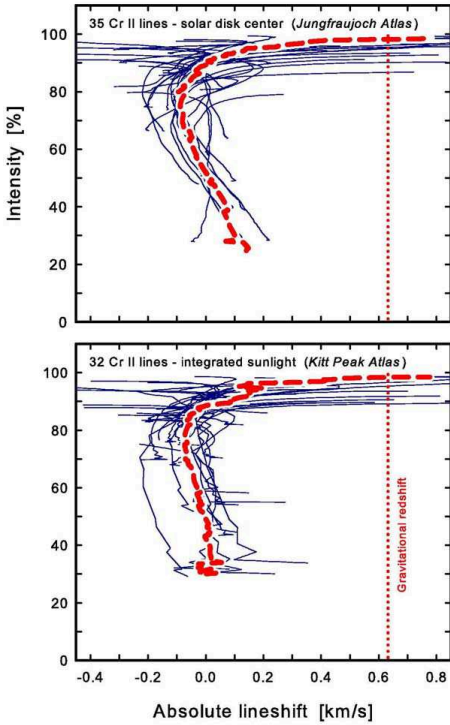 35 Cr II lines - solar disk center (Jungfraujoch Atlas)
100
80
60
40
20
0
Intensity [%]
32 Cr II lines - integrated sunlight (Kitt Peak Atlas)
100
80
60
40
20
0
Gravitational redshift
-0.4 -0.2 0.0 0.2 0.4 0.6 0.8
Absolute lineshift [km/s]